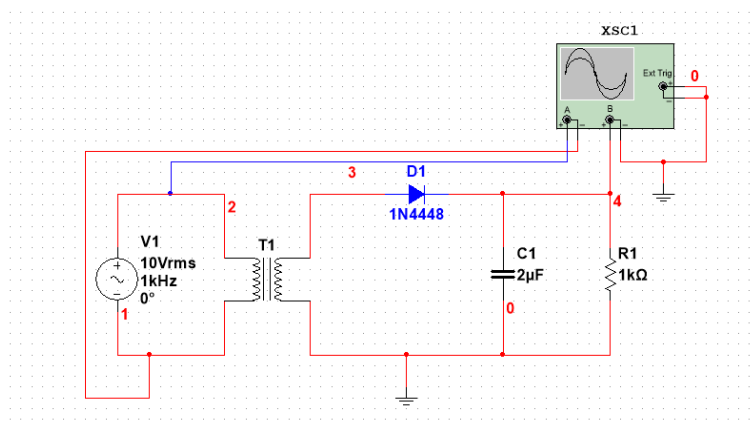 XSC1
Ext Trig
0
A
B
3
D1
1N4448
2
4
V1
10Vrms
1kHz
0°
T1
C1
2µF
R1
1kΩ
1
0